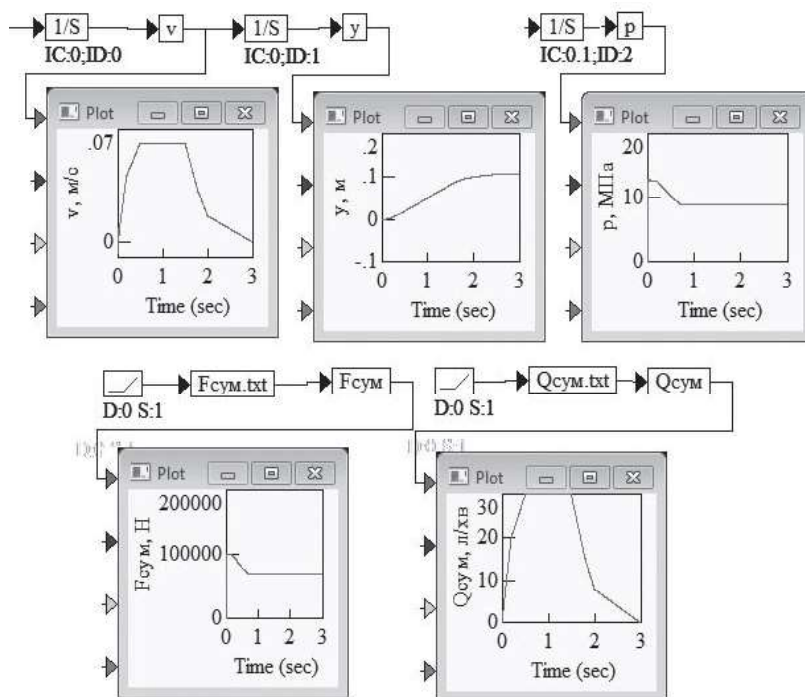 1/S
v
1/S
y
1/S
p
IC:0;ID:0
IC:0;ID:1
IC:0.1;ID:2
Plot
.07
0
v, м/с
0 1 2 3
Time (sec)
Plot
.2
.1
0
-.1
y, м
0 1 2 3
Time (sec)
Plot
20
10
0
p, МПа
0 1 2 3
Time (sec)
Fсум.txt
Fсум
D:0 S:1
Qсум.txt
Qсум
D:0 S:1
Plot
200000
100000
0
Fсум, Н
0 1 2 3
Time (sec)
Plot
30
20
10
0
Qсум, л/хв
0 1 2 3
Time (sec)